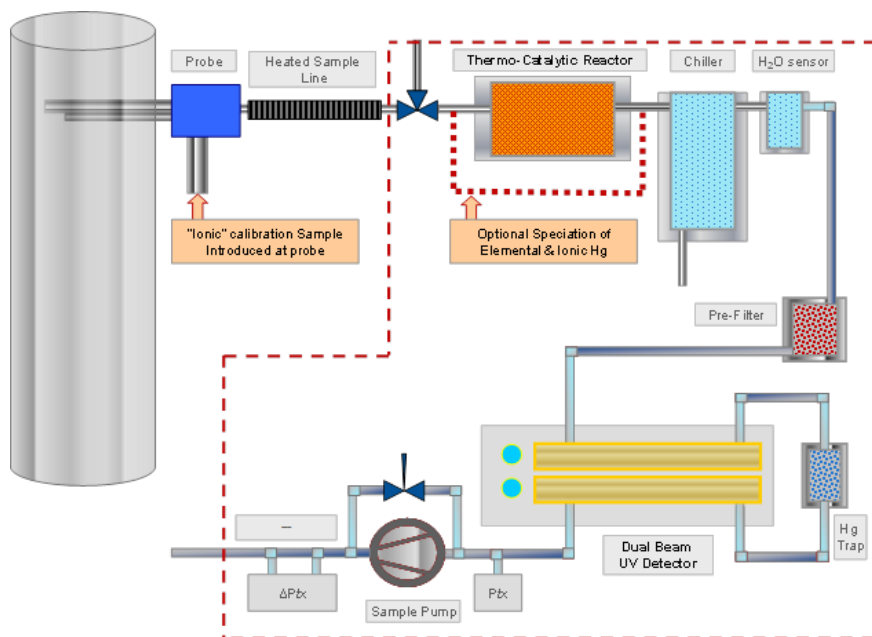 Probe
Heated Sample
Line
Thermo-Catalytic Reactor
Chiller
H₂O sensor
"Ionic" calibration Sample
Introduced at probe
Optional Speciation of
Elemental & Ionic Hg
Pre-Filter
Hg
Trap
Dual Beam
UV Detector
—
ΔPtx
Sample Pump
Ptx